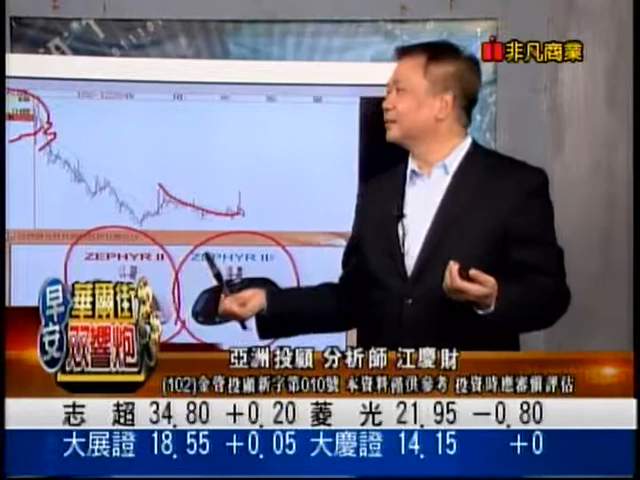 非凡商業
ZEPHYR II
ZEPHYR II
早安
華爾街
双響炮
亞洲投顧 分析師 江慶財
(102)金管投顧新字第010號 本資料僅供參考 投資時應審慎評估
志超 34.80 +0.20 菱光 21.95 -0.80
大展證 18.55 +0.05 大慶證 14.15 +0